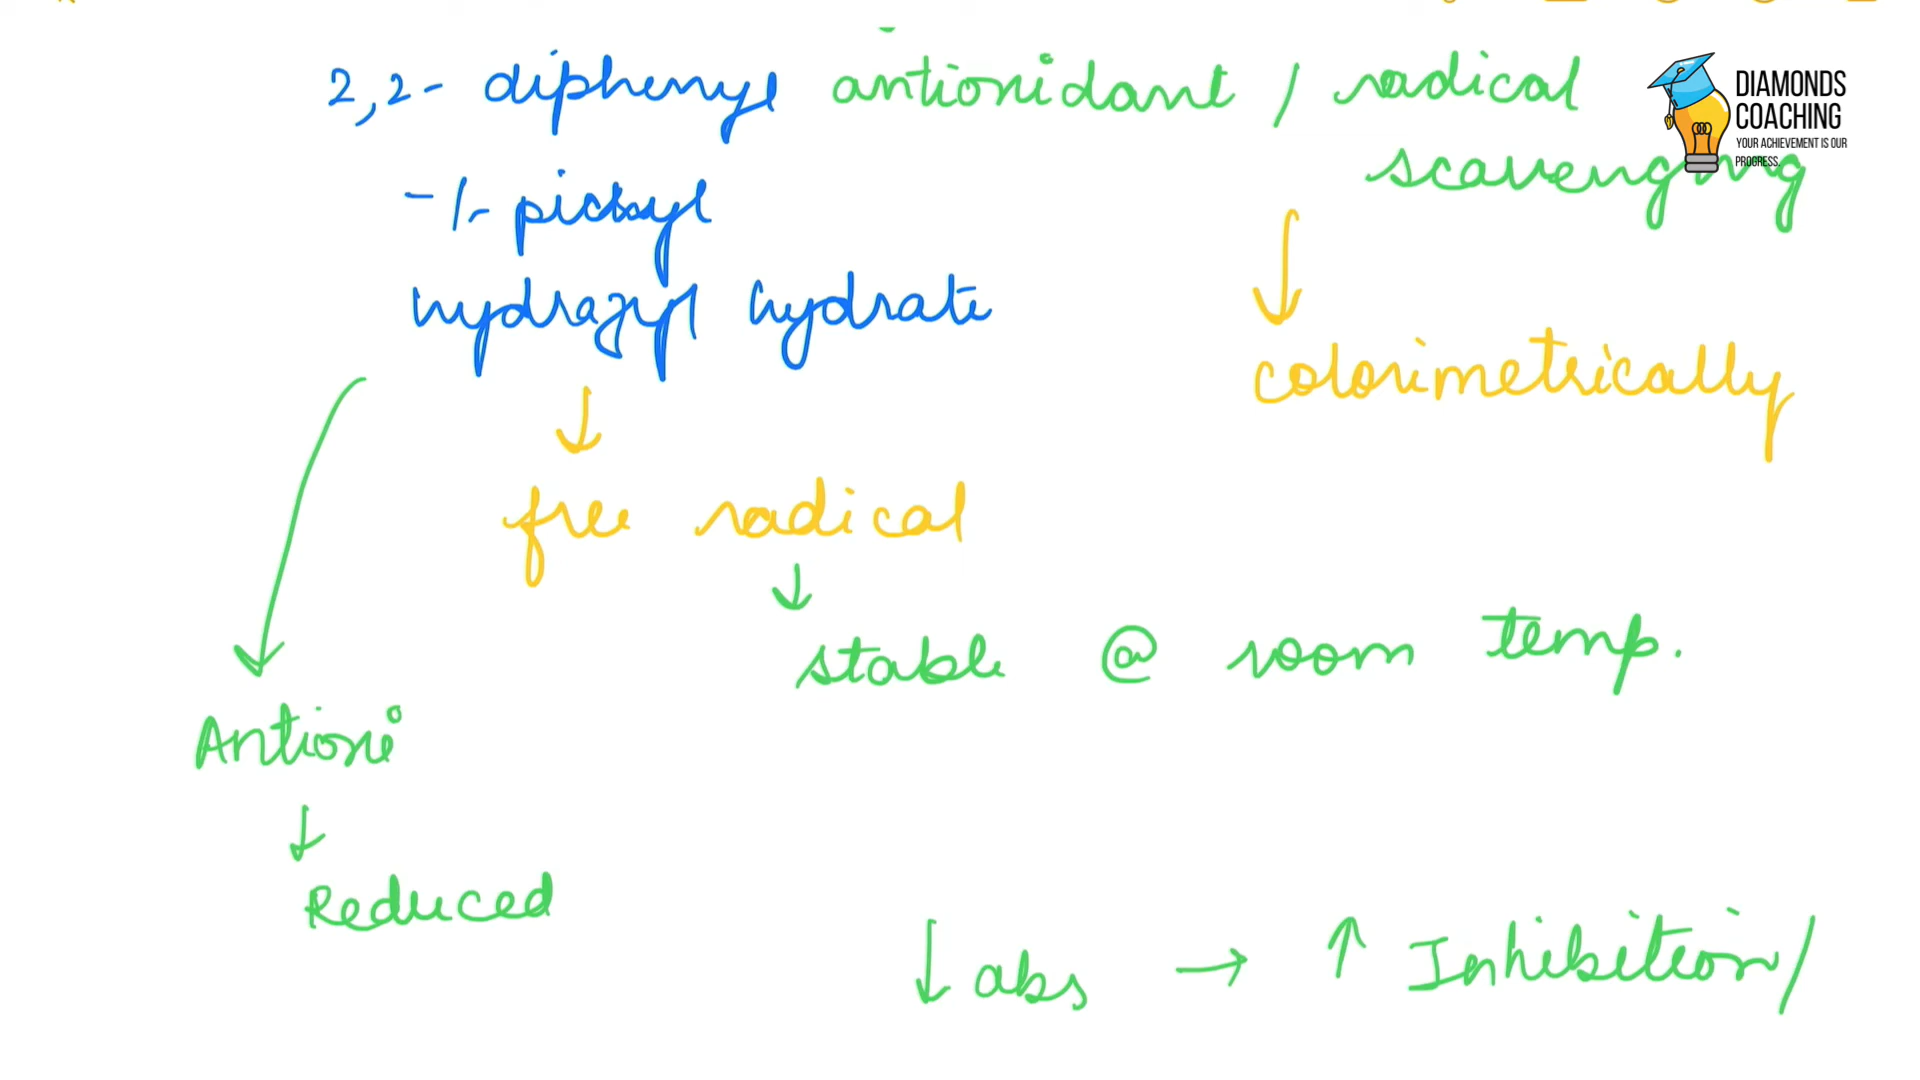 2,2- diphenyl antioxidant / radical
scavenging
-1- picryl
hydrazyl hydrate
colorimetrically
free radical
stable @ room temp.
Antioxi
Reduced
↓ abs → ↑ Inhibition/
DIAMONDS
COACHING
YOUR ACHIEVEMENT IS OUR
PROGRESS.